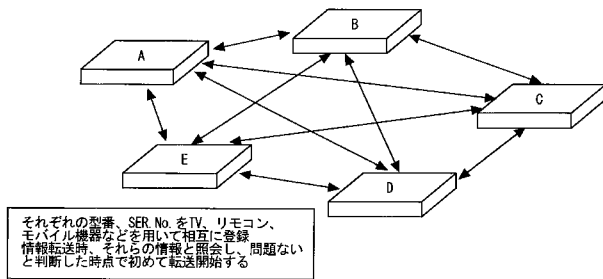 B
A
C
E
D
それぞれの型番、SER.No.をTV、リモコン、
モバイル機器などを用いて相互に登録
情報転送時、それらの情報と照会し、問題ない
と判断した時点で初めて転送開始する